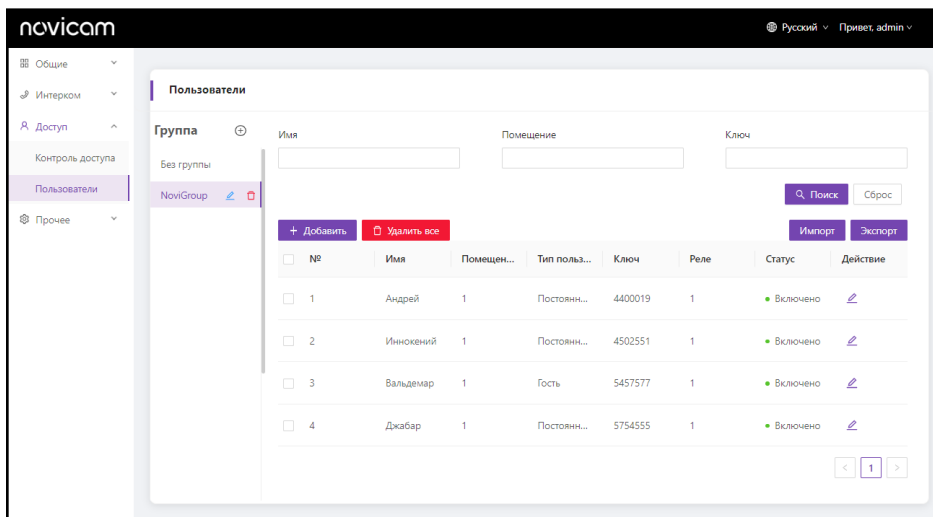 novicam
Русский Привет, admin
Общие
Интерком
Доступ
Контроль доступа
Пользователи
Прочее
Пользователи
Группа
Без группы
NoviGroup
Имя Помещение Ключ
Поиск Сброс
+ Добавить Удалить все Импорт Экспорт
№ Имя Помещен... Тип польз... Ключ Реле Статус Действие
1 Андрей 1 Постоянн... 4400019 1 Включено
2 Иннокений 1 Постоянн... 4502551 1 Включено
3 Вальдемар 1 Гость 5457577 1 Включено
4 Джабар 1 Постоянн... 5754555 1 Включено
< 1 >